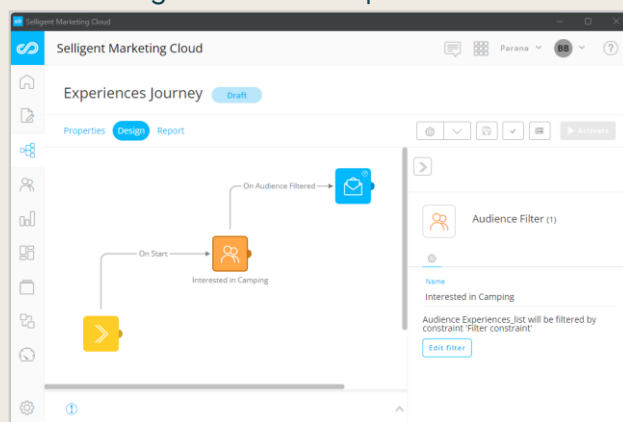 Selligent Marketing Cloud
Selligent Marketing Cloud
Parana
BB
?
Experiences Journey
Draft
Properties
Design
Report
Activate
On Audience Filtered
Audience Filter (1)
On Start
Interested in Camping
Name
Interested in Camping
Audience Experiences_list will be filtered by
constraint 'Filter constraint'
Edit filter